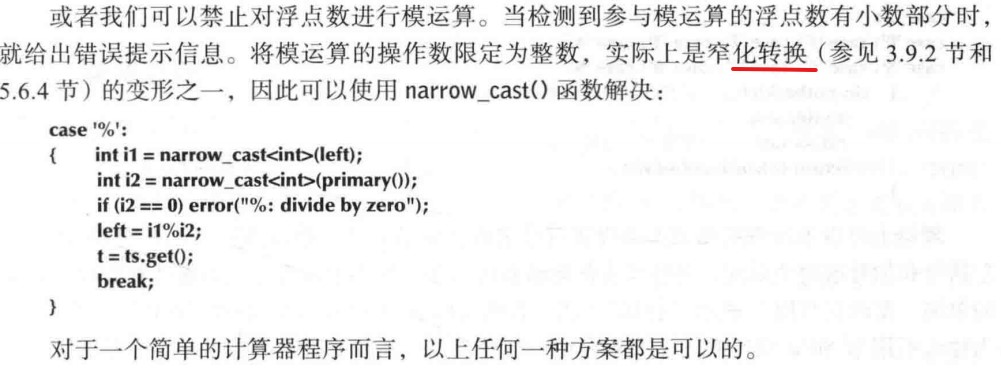 或者我们可以禁止对浮点数进行模运算。当检测到参与模运算的浮点数有小数部分时，
就给出错误提示信息。将模运算的操作数限定为整数，实际上是窄化转换（参见 3.9.2 节和
5.6.4 节）的变形之一，因此可以使用 narrow_cast() 函数解决：
case '%':
{ int i1 = narrow_cast<int>(left);
int i2 = narrow_cast<int>(primary());
if (i2 == 0) error("%: divide by zero");
left = i1%i2;
t = ts.get();
break;
}
对于一个简单的计算器程序而言，以上任何一种方案都是可以的。